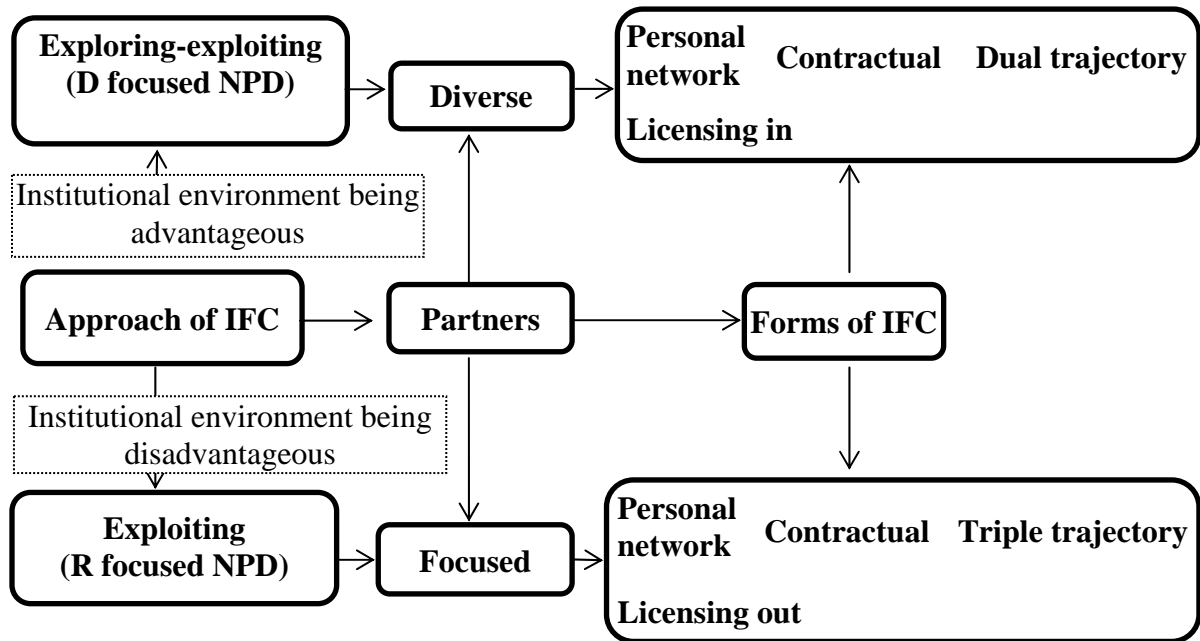 Exploring-exploiting
(D focused NPD)
Diverse
Personal
network
Contractual
Dual trajectory
Licensing in
Institutional environment being
advantageous
Approach of IFC
Partners
Forms of IFC
Institutional environment being
disadvantageous
Exploiting
(R focused NPD)
Focused
Personal
network
Contractual
Triple trajectory
Licensing out